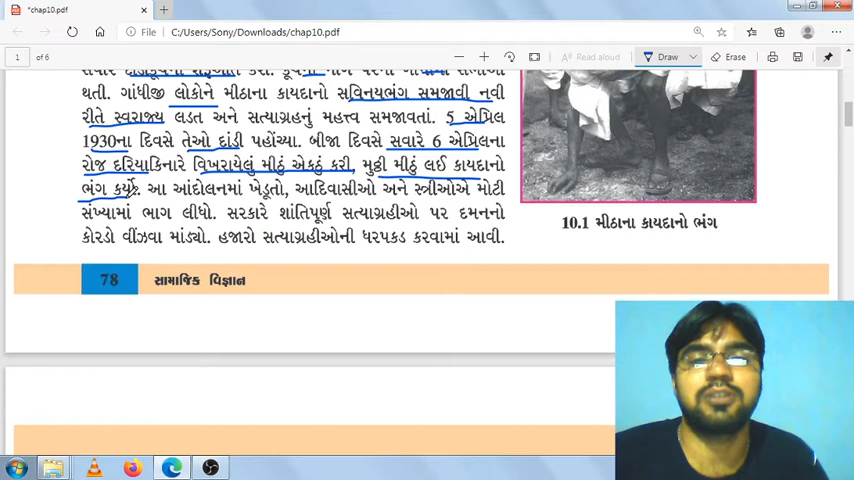 *chap10.pdf
File
C:/Users/Sony/Downloads/chap10.pdf
1
of 6
Read aloud
Draw
Erase
Share
થતી. ગાંધીજી લોકોને મીઠાના કાયદાનો સવિનયભંગ સમજાવી નવી
રીતે સ્વરાજ્ય લડત અને સત્યાગ્રહનું મહત્ત્વ સમજાવતાં. 5 એપ્રિલ
1930ના દિવસે તેઓ દાંડી પહોંચ્યા. બીજા દિવસે સવારે 6 એપ્રિલના
રોજ દરિયાકિનારે વિખરાયેલું મીઠું એકઠું કરી, મુઠ્ઠી મીઠું લઈ કાયદાનો
ભંગ કર્યો. આ આંદોલનમાં ખેડૂતો, આદિવાસીઓ અને સ્ત્રીઓએ મોટી
સંખ્યામાં ભાગ લીધો. સરકારે શાંતિપૂર્ણ સત્યાગ્રહીઓ પર દમનનો
કોરડો વીંઝવા માંડ્યો. હજારો સત્યાગ્રહીઓની ધરપકડ કરવામાં આવી.
10.1 મીઠાના કાયદાનો ભંગ
78
સામાજિક વિજ્ઞાન